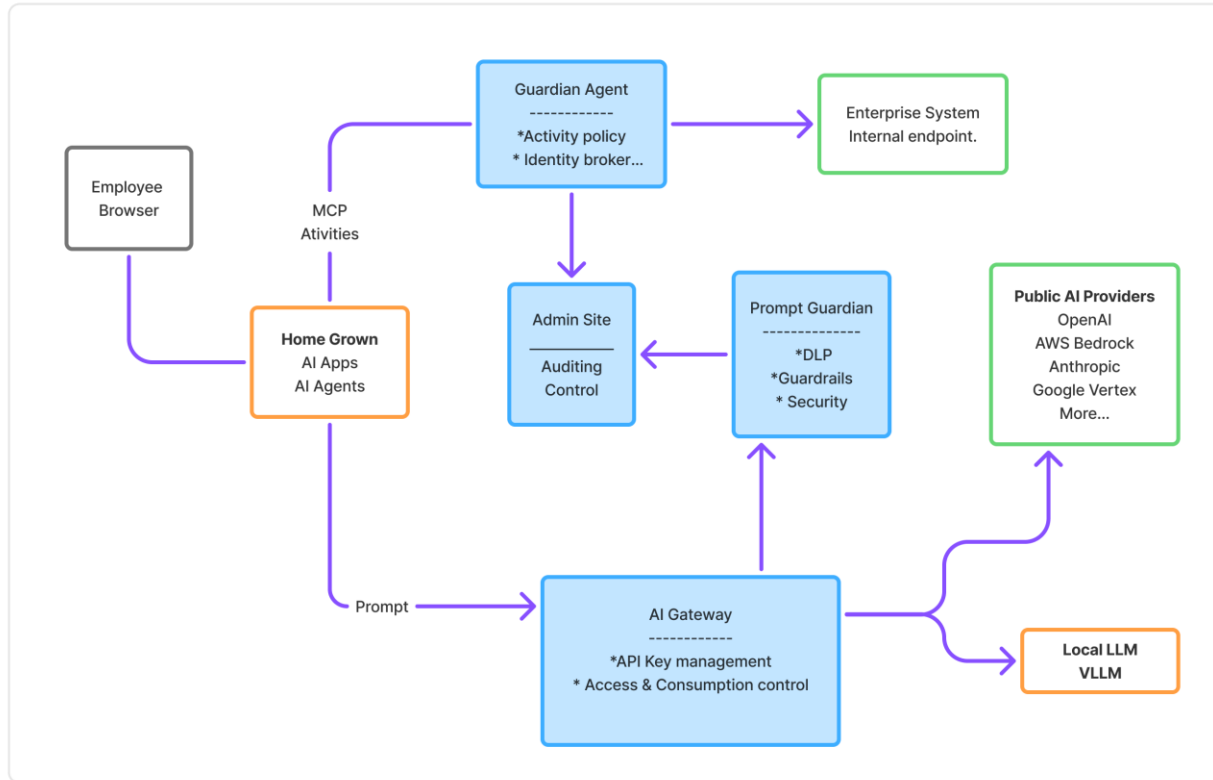 Guardian Agent
------------
*Activity policy
* Identity broker...
Enterprise System
Internal endpoint.
Employee
Browser
MCP
Ativities
Home Grown
AI Apps
AI Agents
Admin Site
___________
Auditing
Control
Prompt Guardian
--------------
*DLP
*Guardrails
* Security
Public AI Providers
OpenAI
AWS Bedrock
Anthropic
Google Vertex
More...
Prompt
AI Gateway
------------
*API Key management
* Access & Consumption control
Local LLM
VLLM